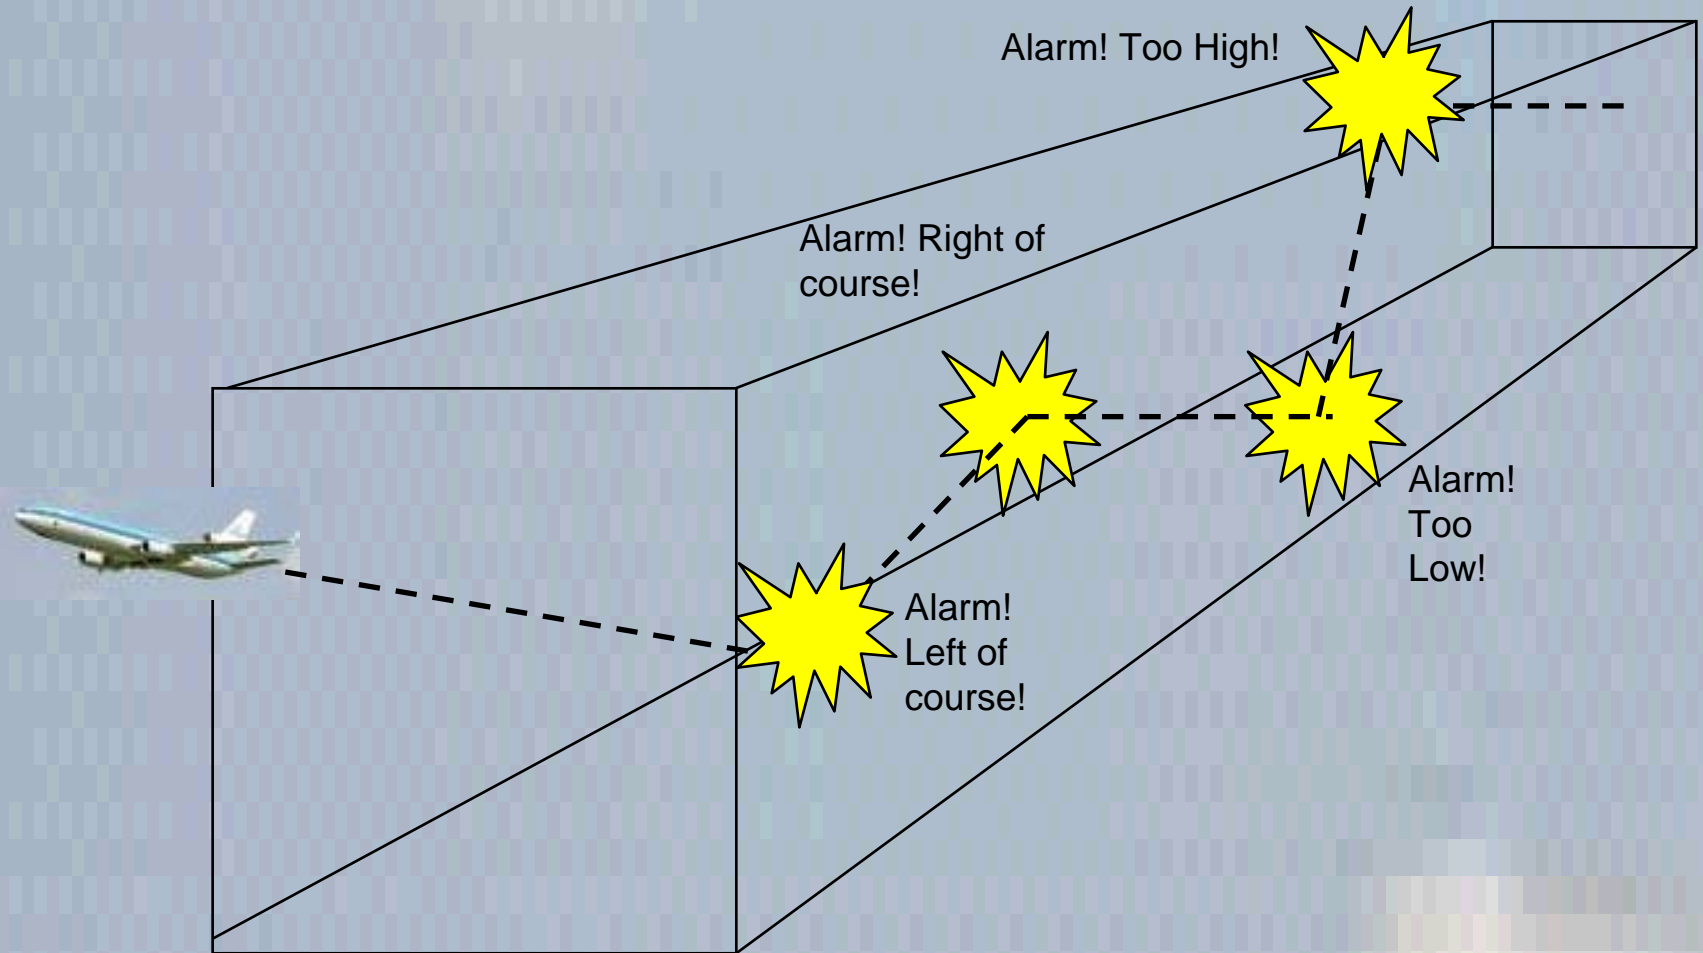 Alarm! Too High!
Alarm! Right of
course!
Alarm!
Too
Low!
Alarm!
Left of
course!